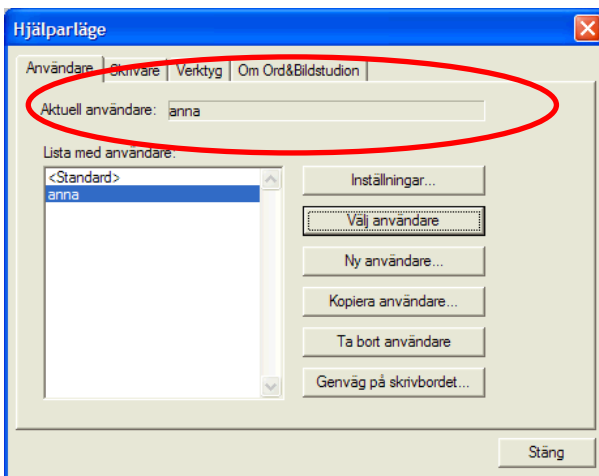 Hjälparläge
Användare Skrivare Verktyg Om Ord&Bildstudion
Aktuell användare: anna
Lista med användare:
<Standard>
anna
Inställningar...
Välj användare
Ny användare...
Kopiera användare...
Ta bort användare
Genväg på skrivbordet...
Stäng